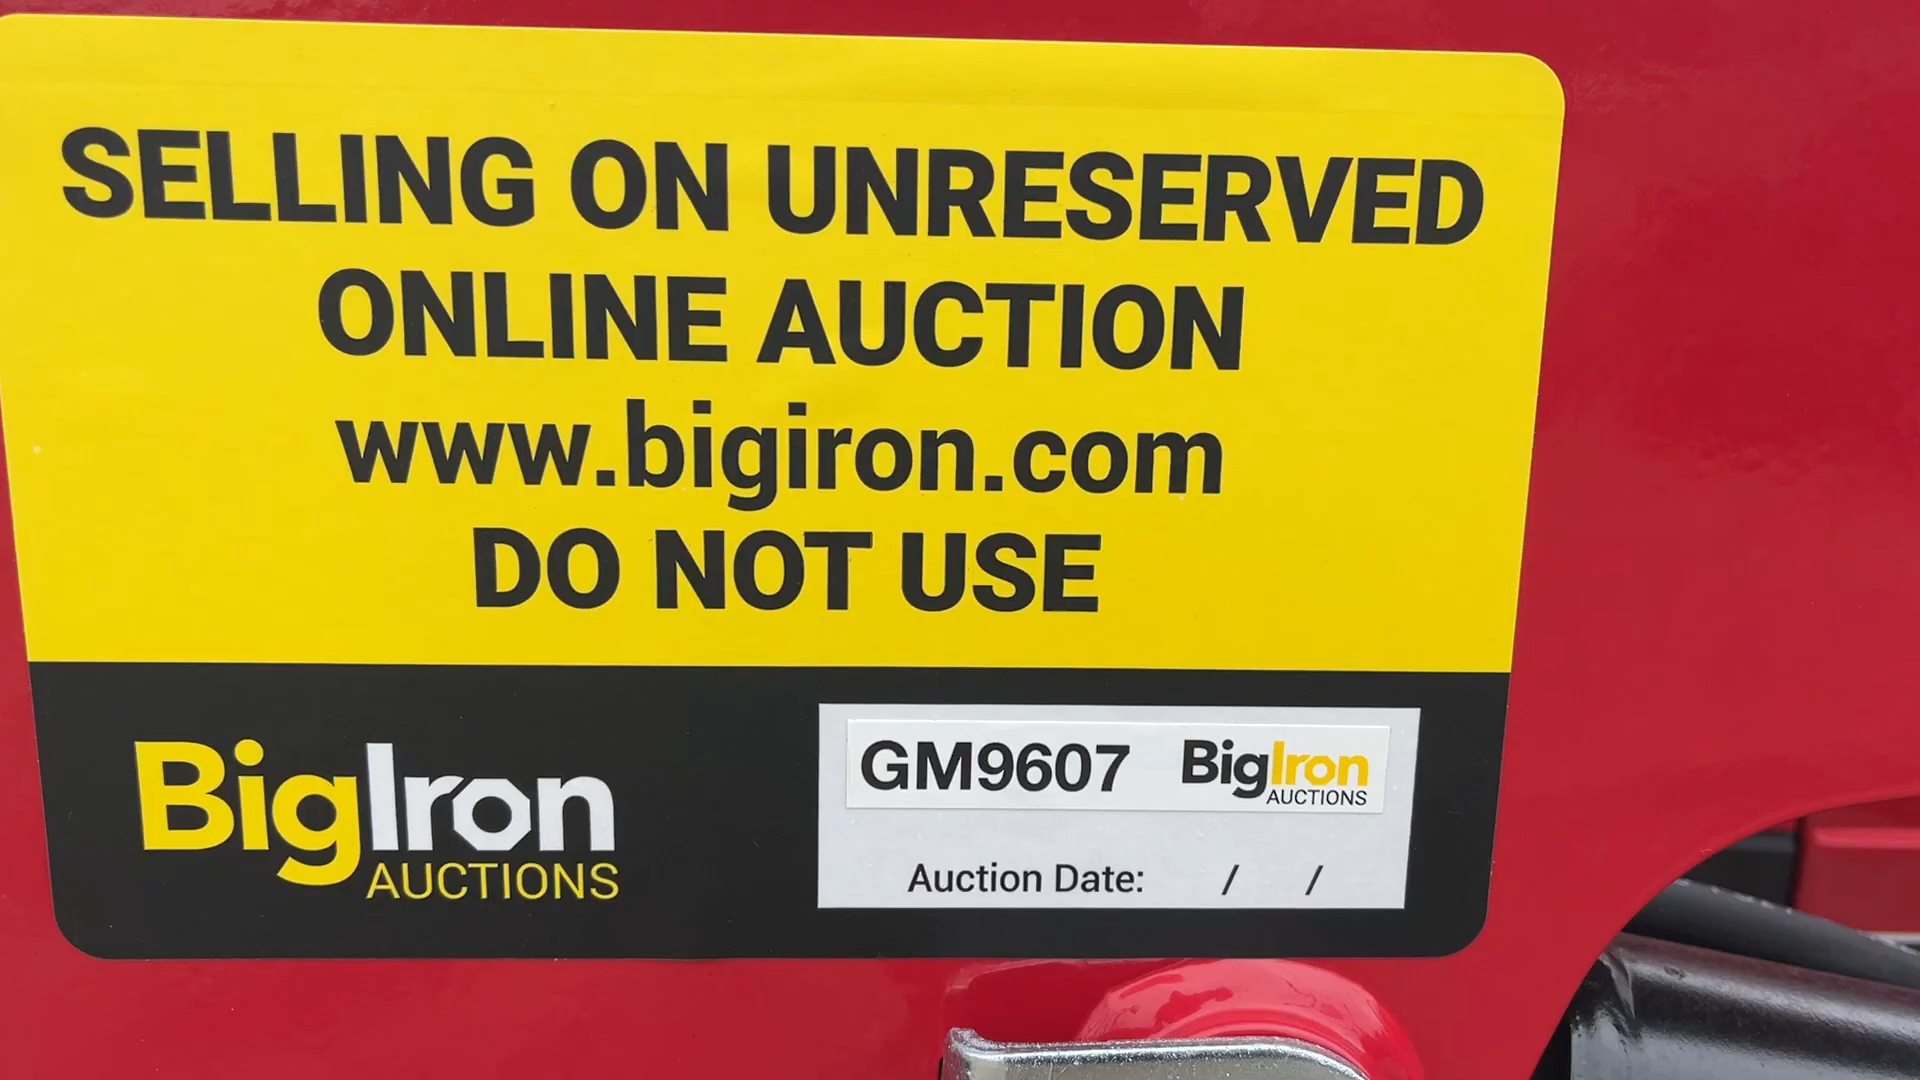 SELLING ON UNRESERVED
ONLINE AUCTION
www.bigiron.com
DO NOT USE
BigIron
AUCTIONS
GM9607 BigIron
AUCTIONS
Auction Date: / /